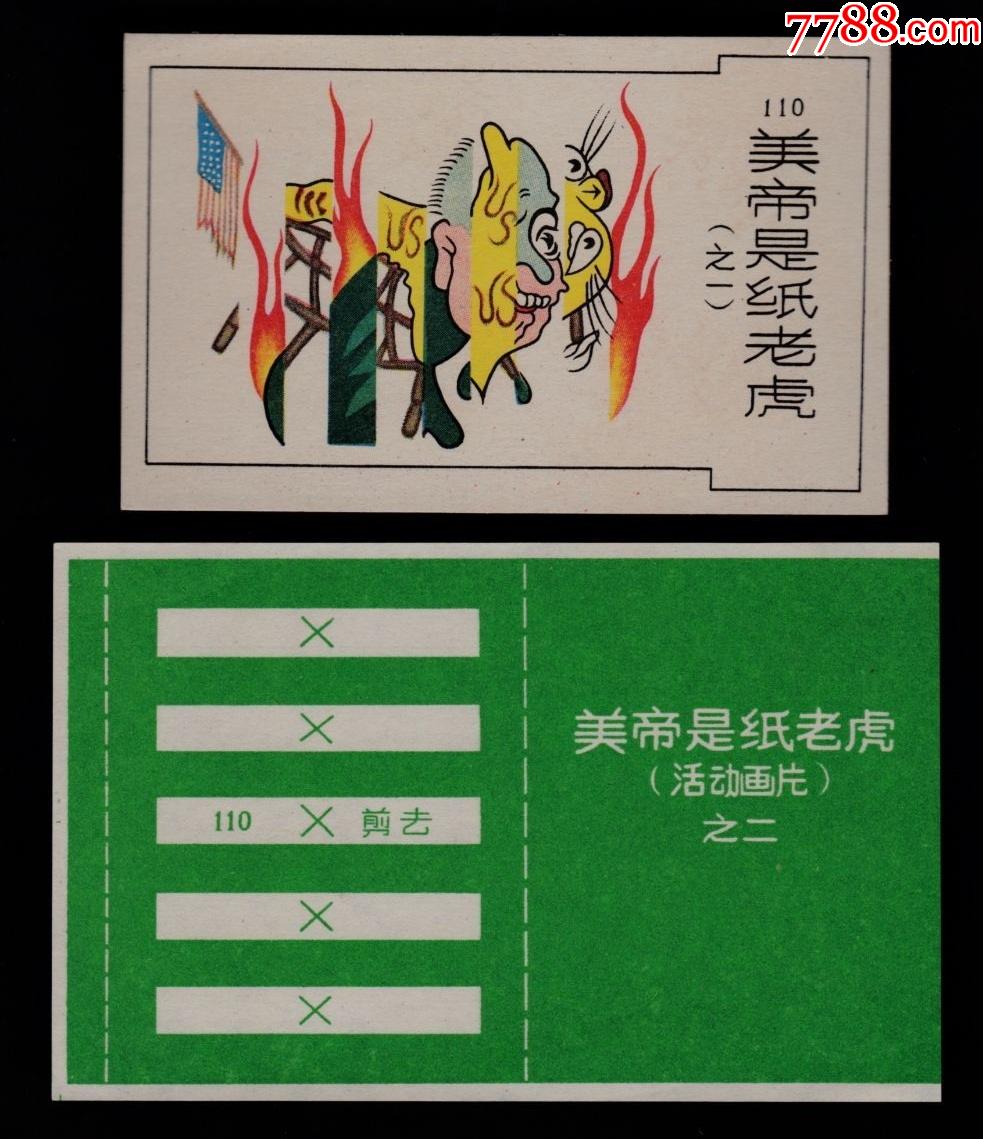 7788.com
110
美帝是纸老虎
（之一）
US
US
US
美帝是纸老虎
（活动画片）
之二
×
×
110 × 剪去
×
×